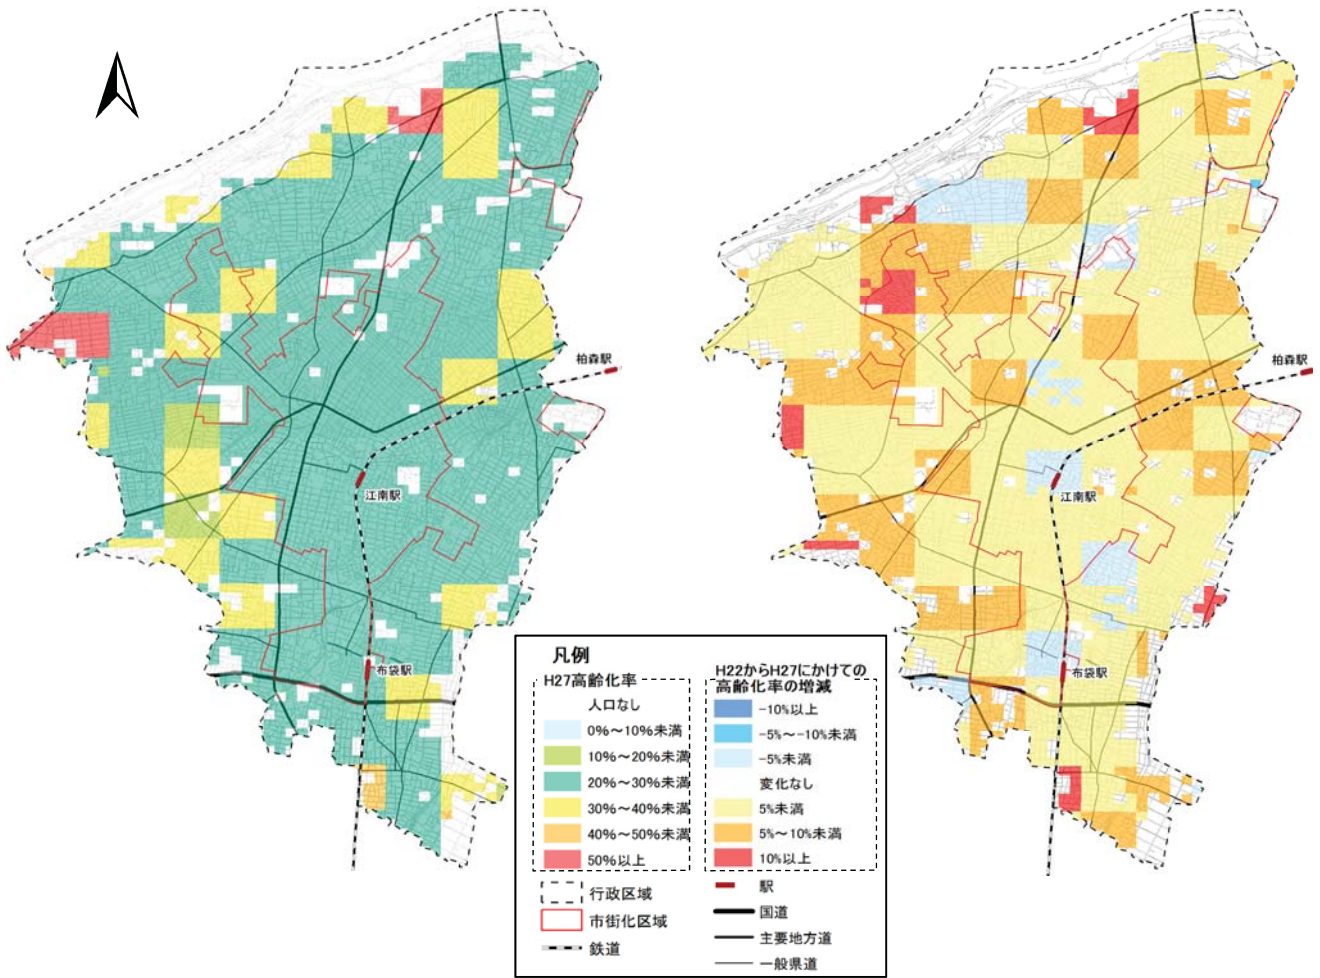 柏森駅
江南駅
布袋駅
柏森駅
江南駅
布袋駅
凡例
H27高齢化率
人口なし
0%~10%未満
10%~20%未満
20%~30%未満
30%~40%未満
40%~50%未満
50%以上
行政区域
市街化区域
鉄道
H22からH27にかけての
高齢化率の増減
-10%以上
-5%~-10%未満
-5%未満
変化なし
5%未満
5%~10%未満
10%以上
駅
国道
主要地方道
一般県道